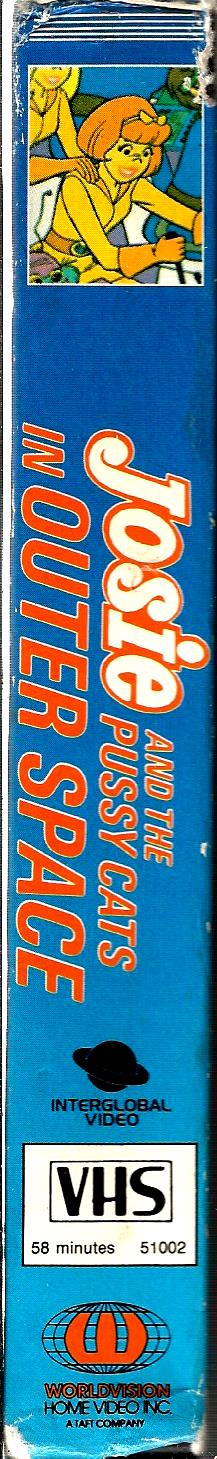 Josie
AND THE
PUSSY CATS
IN OUTER SPACE
INTERGLOBAL
VIDEO
VHS
58 minutes 51002
WORLDVISION
HOME VIDEO INC.
A TAFT COMPANY